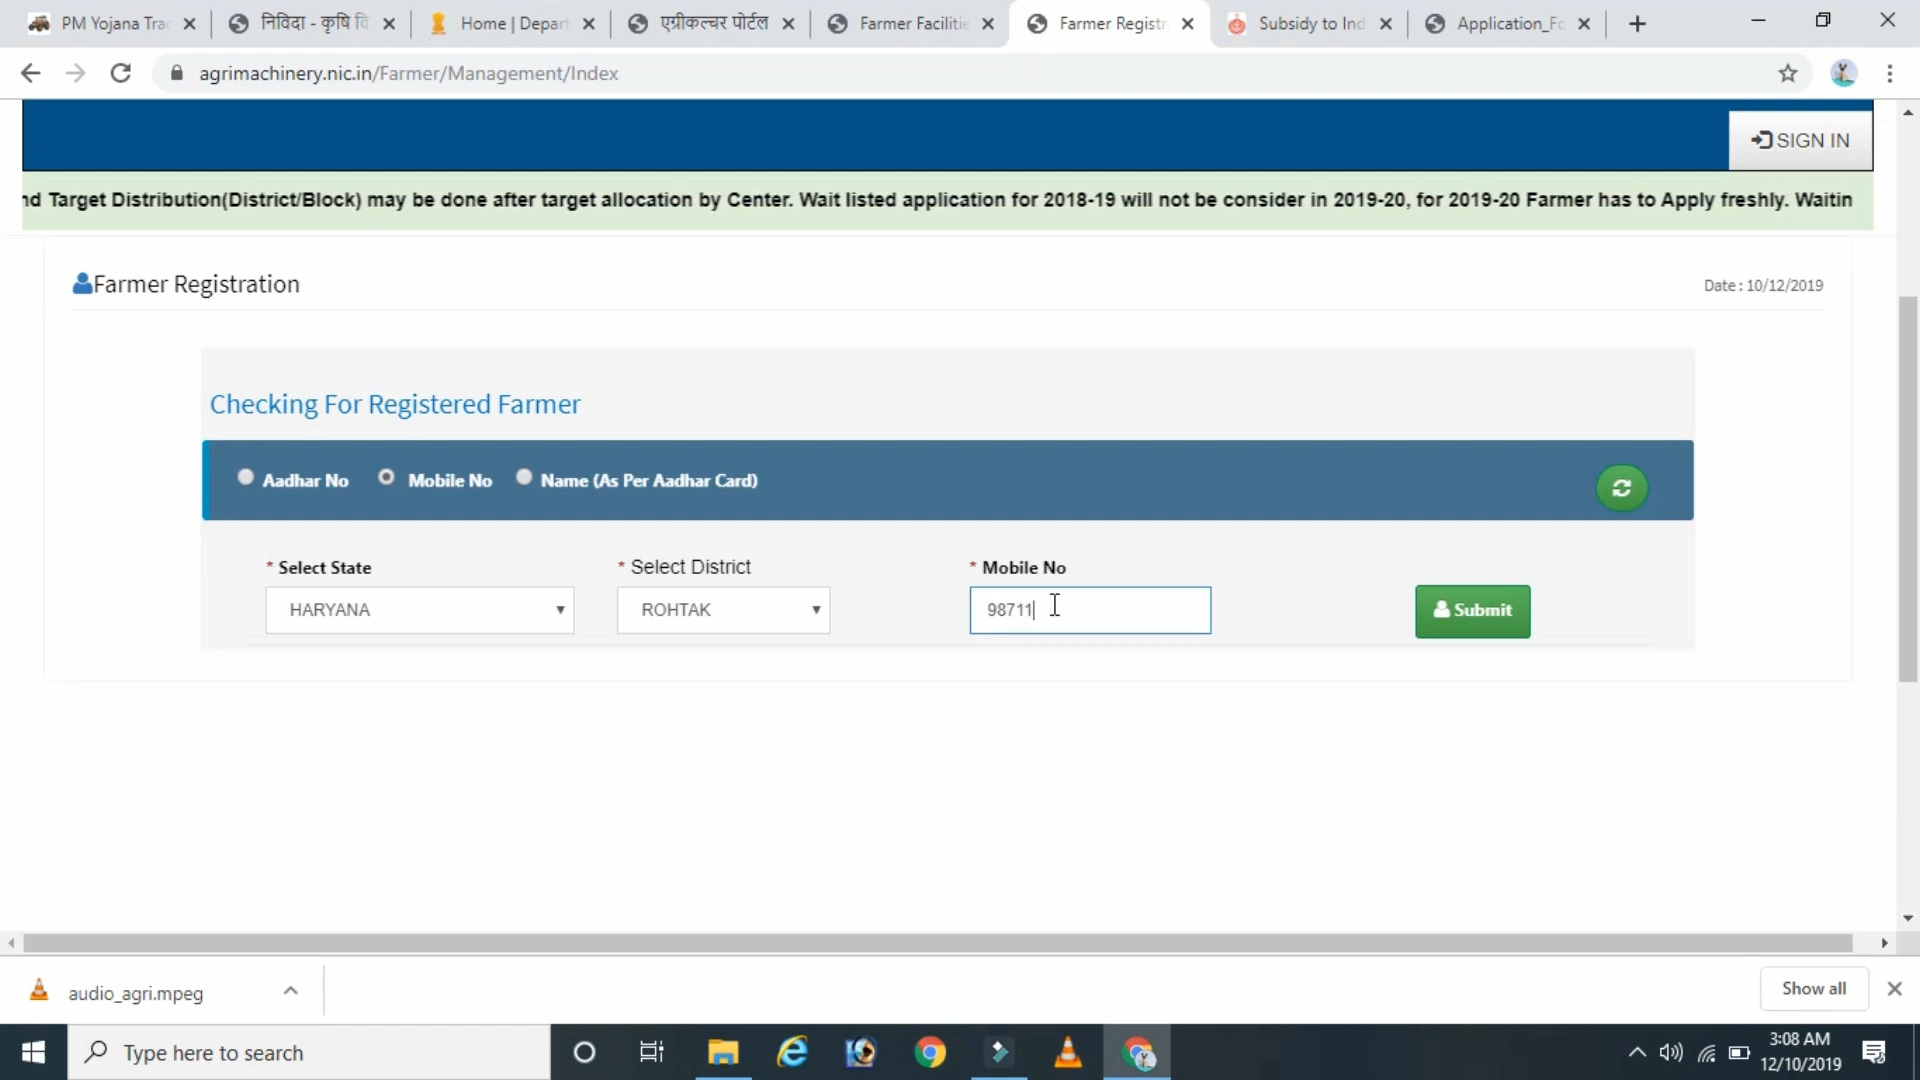 PM Yojana Tra
निविदा - कृषि वि
Home | Depart
एग्रीकल्चर पोर्टल
Farmer Facilitie
Farmer Registr
Subsidy to Ind
Application_Fo
agrimachinery.nic.in/Farmer/Management/Index
SIGN IN
nd Target Distribution(District/Block) may be done after target allocation by Center. Wait listed application for 2018-19 will not be consider in 2019-20, for 2019-20 Farmer has to Apply freshly. Waitin
Farmer Registration
Date : 10/12/2019
Checking For Registered Farmer
Aadhar No Mobile No Name (As Per Aadhar Card)
* Select State * Select District * Mobile No
HARYANA ROHTAK 98711 Submit
audio_agri.mpeg
Show all
Type here to search
3:08 AM
12/10/2019